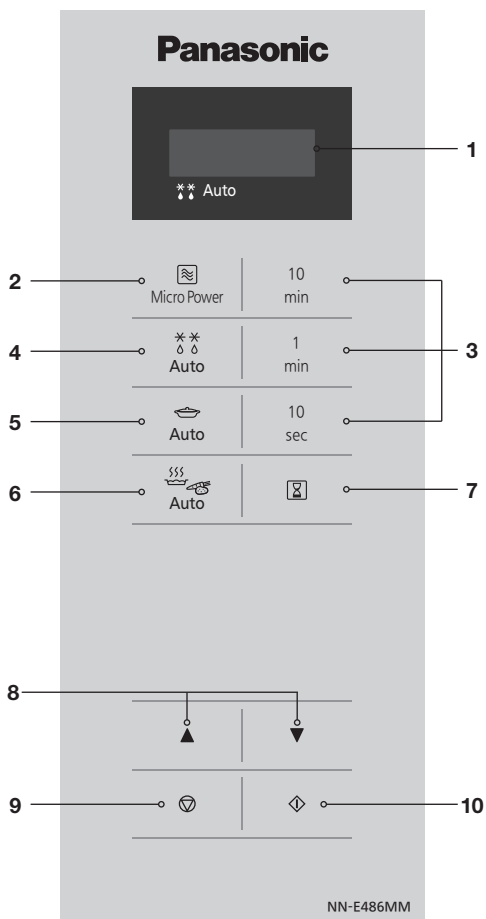 Panasonic
1
Auto
2
Micro Power
10
min
3
4
Auto
1
min
5
Auto
10
sec
6
Auto
7
8
9
10
NN-E486MM